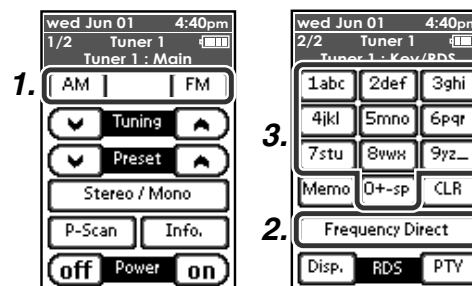 wed Jun 01 4:40pm
1/2 Tuner 1
Tuner 1 : Main
1.
AM FM
Tuning
Preset
Stereo / Mono
P-Scan Info.
off Power on
wed Jun 01 4:40pm
2/2 Tuner 1
Tuner 1 : Key/RDS
1abc 2def 3ghi
4jkl 5mno 6pqr
3.
7stu 8vwx 9yz_
Memo 0+-sp CLR
2.
Frequency Direct
Disp. RDS PTY